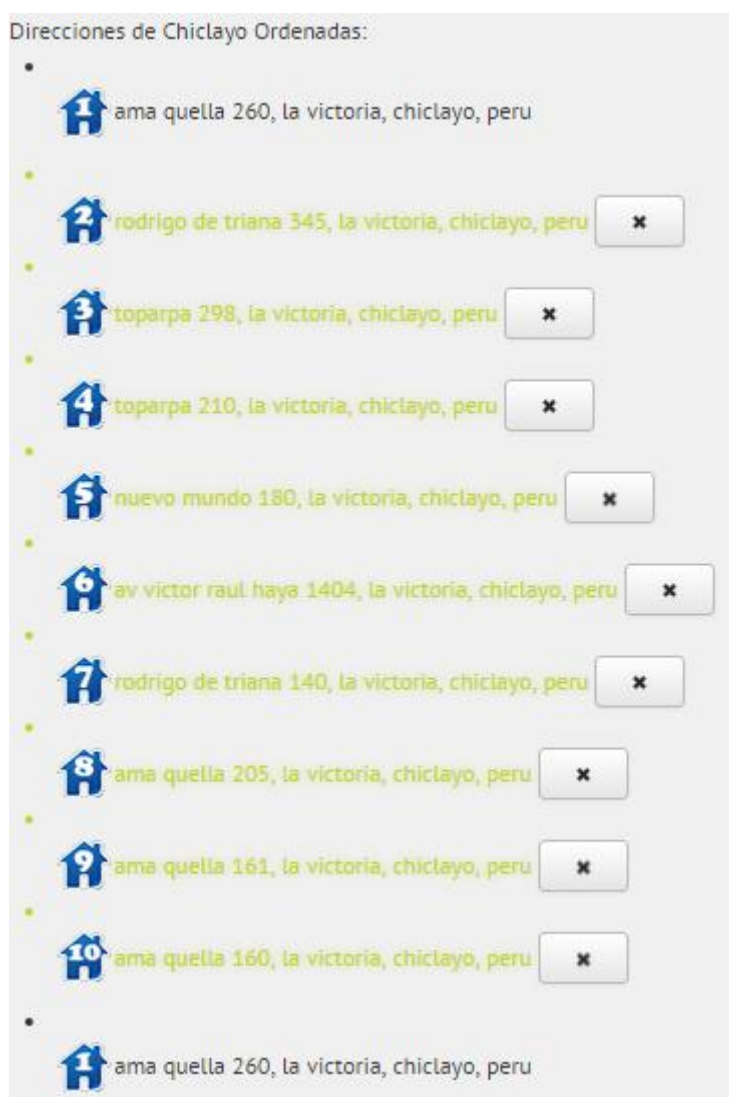 Direcciones de Chiclayo Ordenadas:
1 ama quella 260, la victoria, chiclayo, peru
2 rodrigo de triana 345, la victoria, chiclayo, peru
3 toparpa 298, la victoria, chiclayo, peru
4 toparpa 210, la victoria, chiclayo, peru
5 nuevo mundo 180, la victoria, chiclayo, peru
6 av victor raul haya 1404, la victoria, chiclayo, peru
7 rodrigo de triana 140, la victoria, chiclayo, peru
8 ama quella 205, la victoria, chiclayo, peru
9 ama quella 161, la victoria, chiclayo, peru
10 ama quella 160, la victoria, chiclayo, peru
1 ama quella 260, la victoria, chiclayo, peru